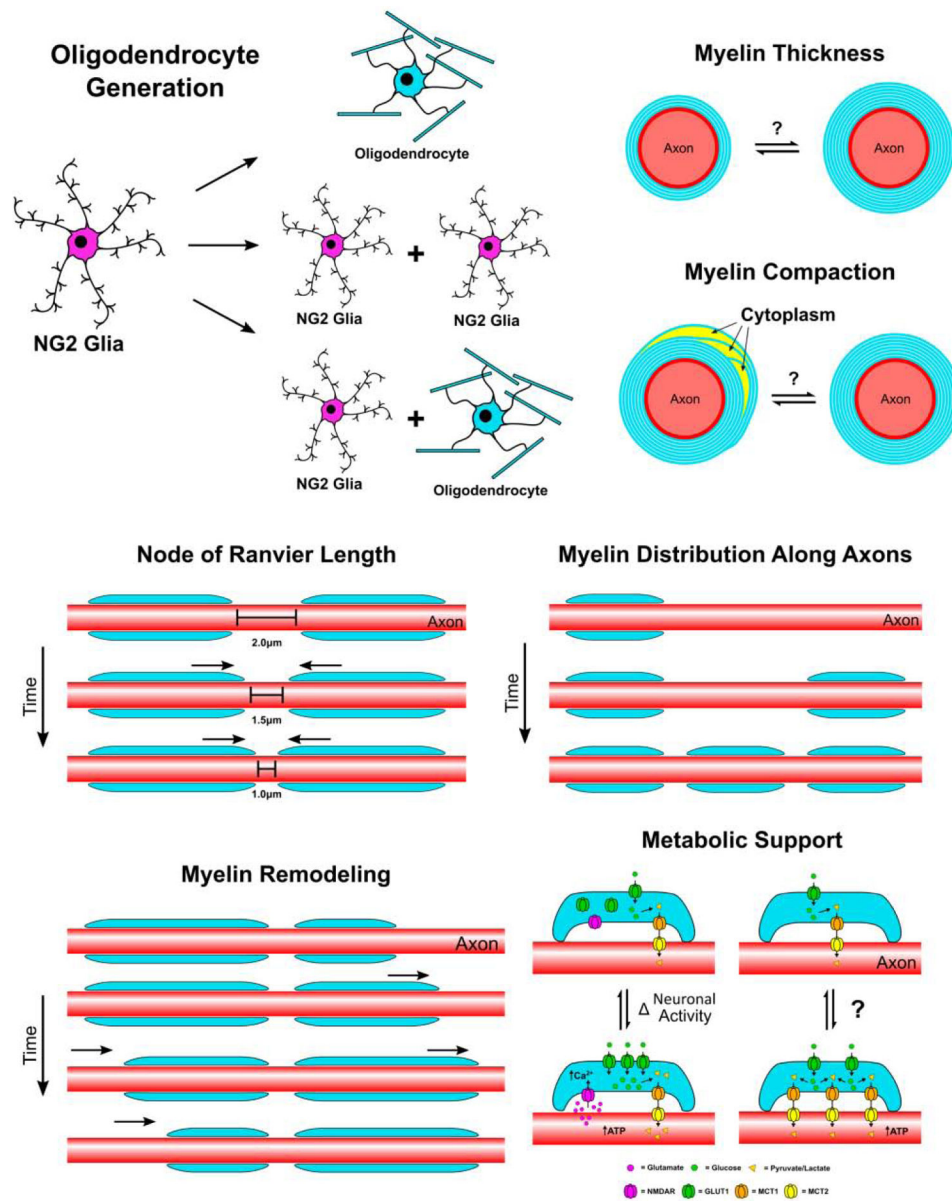 Oligodendrocyte
Generation
Oligodendrocyte
NG2 Glia
NG2 Glia
+
NG2 Glia
NG2 Glia
+
Oligodendrocyte
Myelin Thickness
Axon
?
Axon
Myelin Compaction
Cytoplasm
Axon
?
Axon
Node of Ranvier Length
Axon
2.0µm
Time
1.5µm
1.0µm
Myelin Distribution Along Axons
Axon
Time
Myelin Remodeling
Axon
Time
Metabolic Support
Axon
Δ Neuronal
Activity
?
↑Ca²⁺
↑ATP
↑ATP
= Glutamate = Glucose = Pyruvate/Lactate
= NMDAR = GLUT1 = MCT1 = MCT2